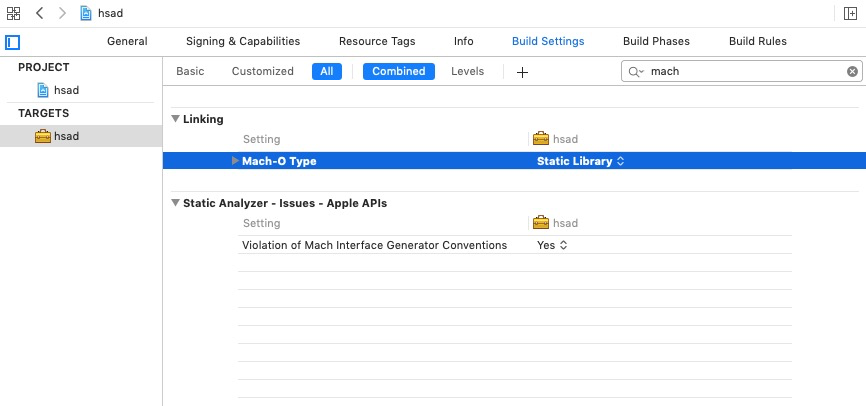 hsad
General Signing & Capabilities Resource Tags Info Build Settings Build Phases Build Rules
PROJECT
hsad
TARGETS
hsad
Basic Customized All Combined Levels + mach
Linking
Setting hsad
Mach-O Type Static Library
Static Analyzer - Issues - Apple APIs
Setting hsad
Violation of Mach Interface Generator Conventions Yes